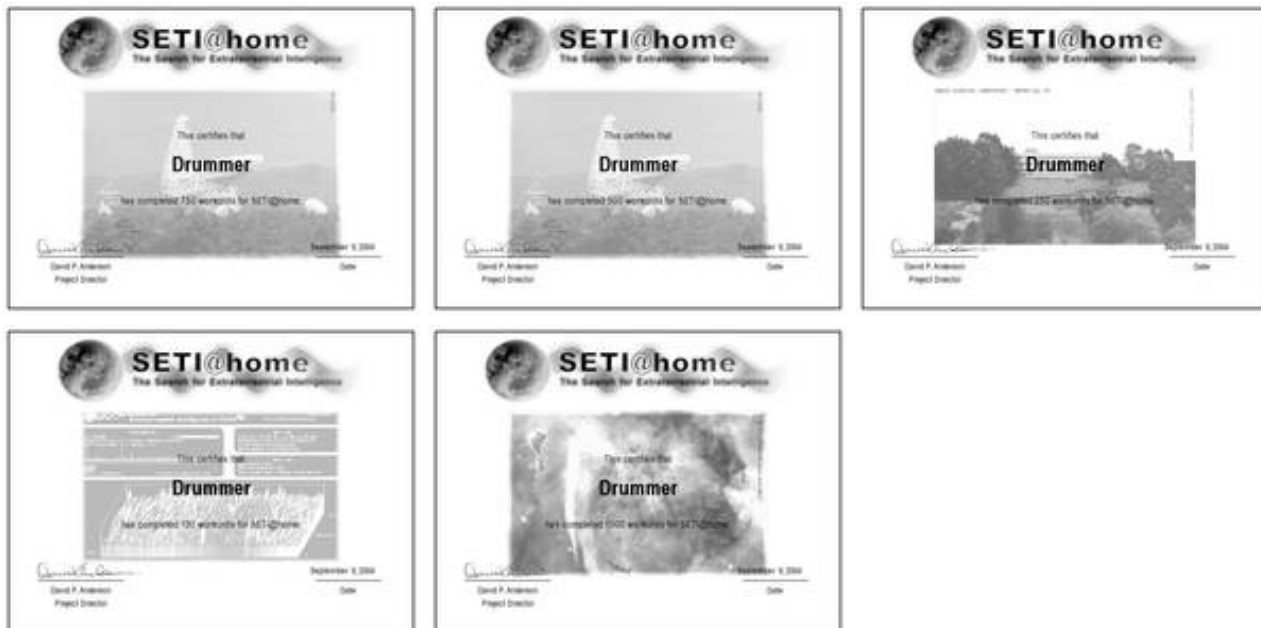 SETI@home
The Search for Extraterrestrial Intelligence
This certifies that
Drummer
has completed 750 workunits for SETI@home.
September 9, 2004
David P. Anderson
Date
Project Director
SETI@home
The Search for Extraterrestrial Intelligence
This certifies that
Drummer
has completed 500 workunits for SETI@home.
September 9, 2004
David P. Anderson
Date
Project Director
SETI@home
The Search for Extraterrestrial Intelligence
This certifies that
Drummer
has completed 250 workunits for SETI@home.
September 9, 2004
David P. Anderson
Date
Project Director
SETI@home
The Search for Extraterrestrial Intelligence
This certifies that
Drummer
has completed 100 workunits for SETI@home.
September 9, 2004
David P. Anderson
Date
Project Director
SETI@home
The Search for Extraterrestrial Intelligence
This certifies that
Drummer
has completed 1000 workunits for SETI@home.
September 9, 2004
David P. Anderson
Date
Project Director